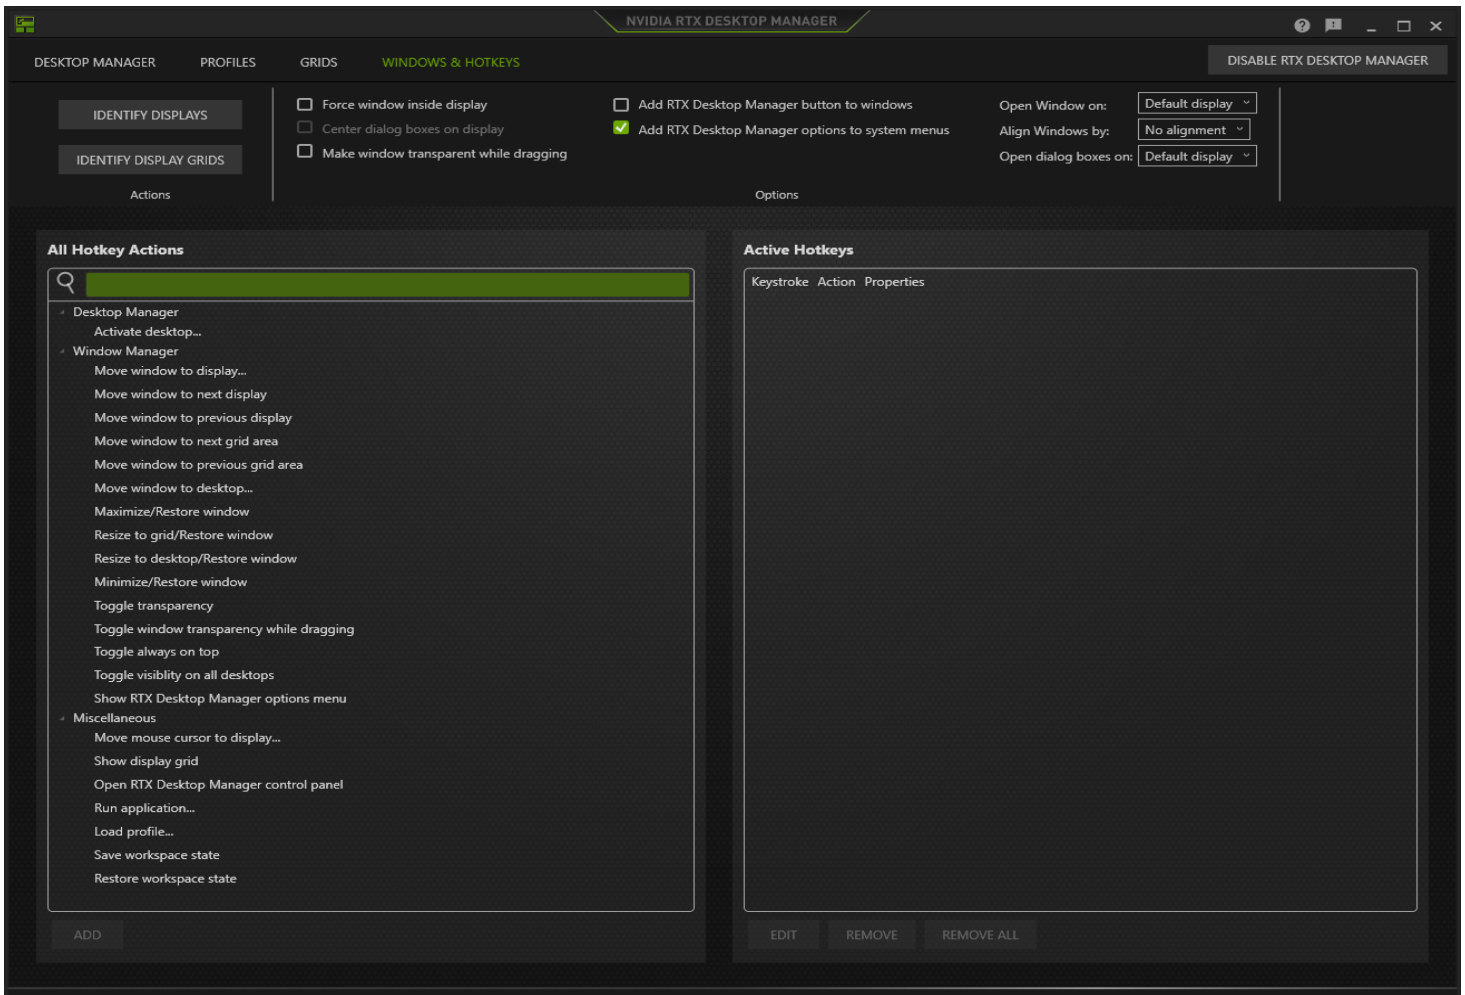 NVIDIA RTX DESKTOP MANAGER
DESKTOP MANAGER PROFILES GRIDS WINDOWS & HOTKEYS DISABLE RTX DESKTOP MANAGER
IDENTIFY DISPLAYS
IDENTIFY DISPLAY GRIDS
Actions
Force window inside display
Center dialog boxes on display
Make window transparent while dragging
Add RTX Desktop Manager button to windows
Add RTX Desktop Manager options to system menus
Open Window on: Default display
Align Windows by: No alignment
Open dialog boxes on: Default display
Options
All Hotkey Actions
Desktop Manager
Activate desktop...
Window Manager
Move window to display...
Move window to next display
Move window to previous display
Move window to next grid area
Move window to previous grid area
Move window to desktop...
Maximize/Restore window
Resize to grid/Restore window
Resize to desktop/Restore window
Minimize/Restore window
Toggle transparency
Toggle window transparency while dragging
Toggle always on top
Toggle visiblity on all desktops
Show RTX Desktop Manager options menu
Miscellaneous
Move mouse cursor to display...
Show display grid
Open RTX Desktop Manager control panel
Run application...
Load profile...
Save workspace state
Restore workspace state
ADD
Active Hotkeys
Keystroke Action Properties
EDIT REMOVE REMOVE ALL